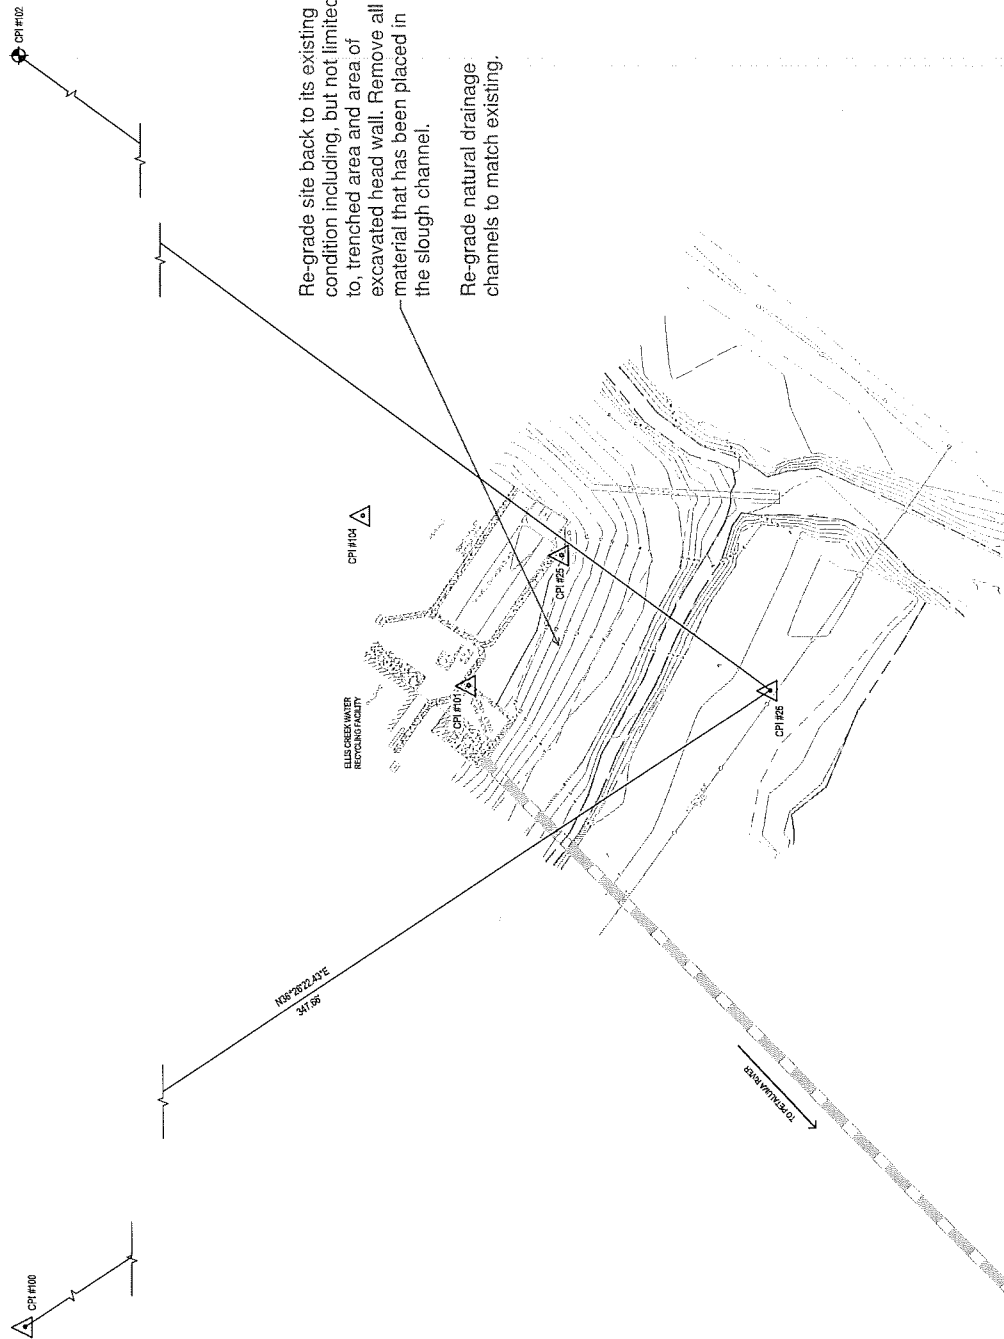 CPI #102
Re-grade site back to its existing
condition including, but not limited
to, trenched area and area of
excavated head wall. Remove all
material that has been placed in
the slough channel.
Re-grade natural drainage
channels to match existing.
CPI #104
CPI #25
ELLIS CREEK WATER
RECYCLING FACILITY
CPI #101
CPI #26
N36°26'22.43"E
347.66'
TO PETALUMA RIVER
CPI #100